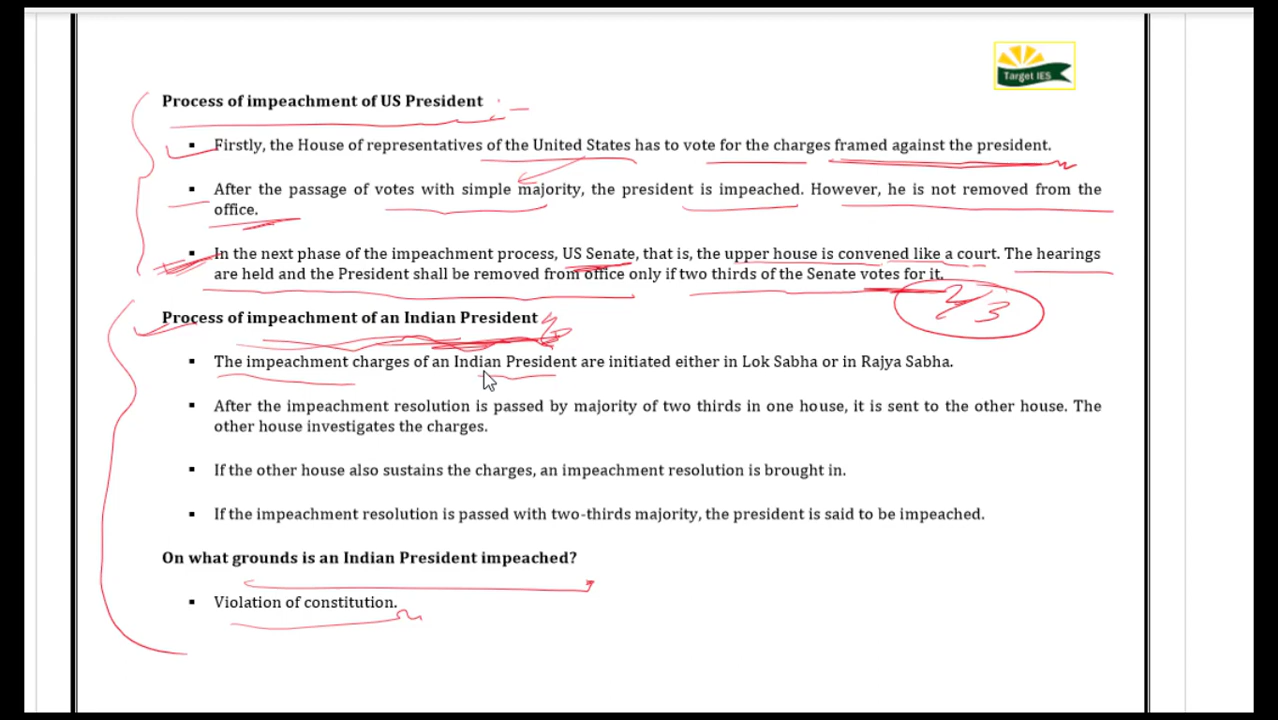 Target IES
Process of impeachment of US President
▪ Firstly, the House of representatives of the United States has to vote for the charges framed against the president.
▪ After the passage of votes with simple majority, the president is impeached. However, he is not removed from the
office.
▪ In the next phase of the impeachment process, US Senate, that is, the upper house is convened like a court. The hearings
are held and the President shall be removed from office only if two thirds of the Senate votes for it.
2/3
Process of impeachment of an Indian President
▪ The impeachment charges of an Indian President are initiated either in Lok Sabha or in Rajya Sabha.
▪ After the impeachment resolution is passed by majority of two thirds in one house, it is sent to the other house. The
other house investigates the charges.
▪ If the other house also sustains the charges, an impeachment resolution is brought in.
▪ If the impeachment resolution is passed with two-thirds majority, the president is said to be impeached.
On what grounds is an Indian President impeached?
▪ Violation of constitution.